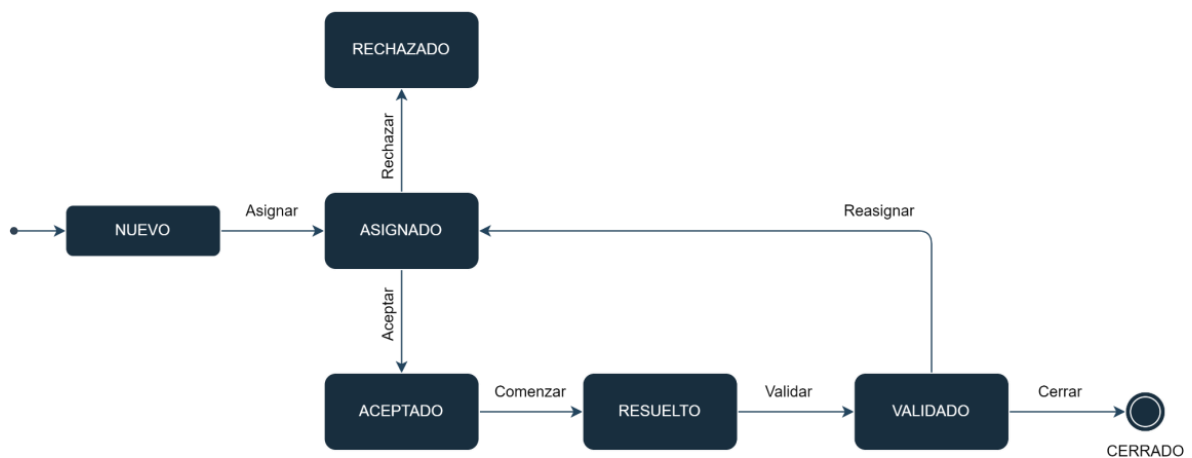 RECHAZADO
Rechazar
NUEVO
Asignar
ASIGNADO
Reasignar
Aceptar
ACEPTADO
Comenzar
RESUELTO
Validar
VALIDADO
Cerrar
CERRADO